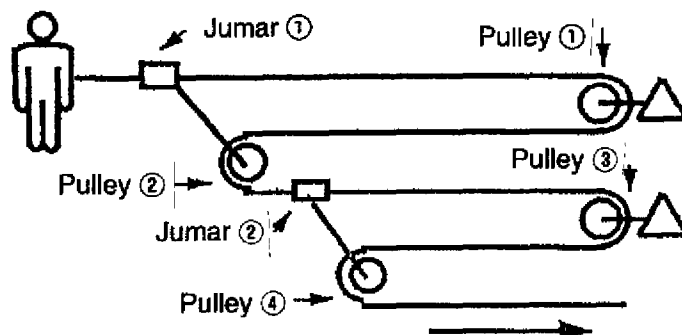 Jumar ①
Pulley ①
Pulley ③
Pulley ②
Jumar ②
Pulley ④